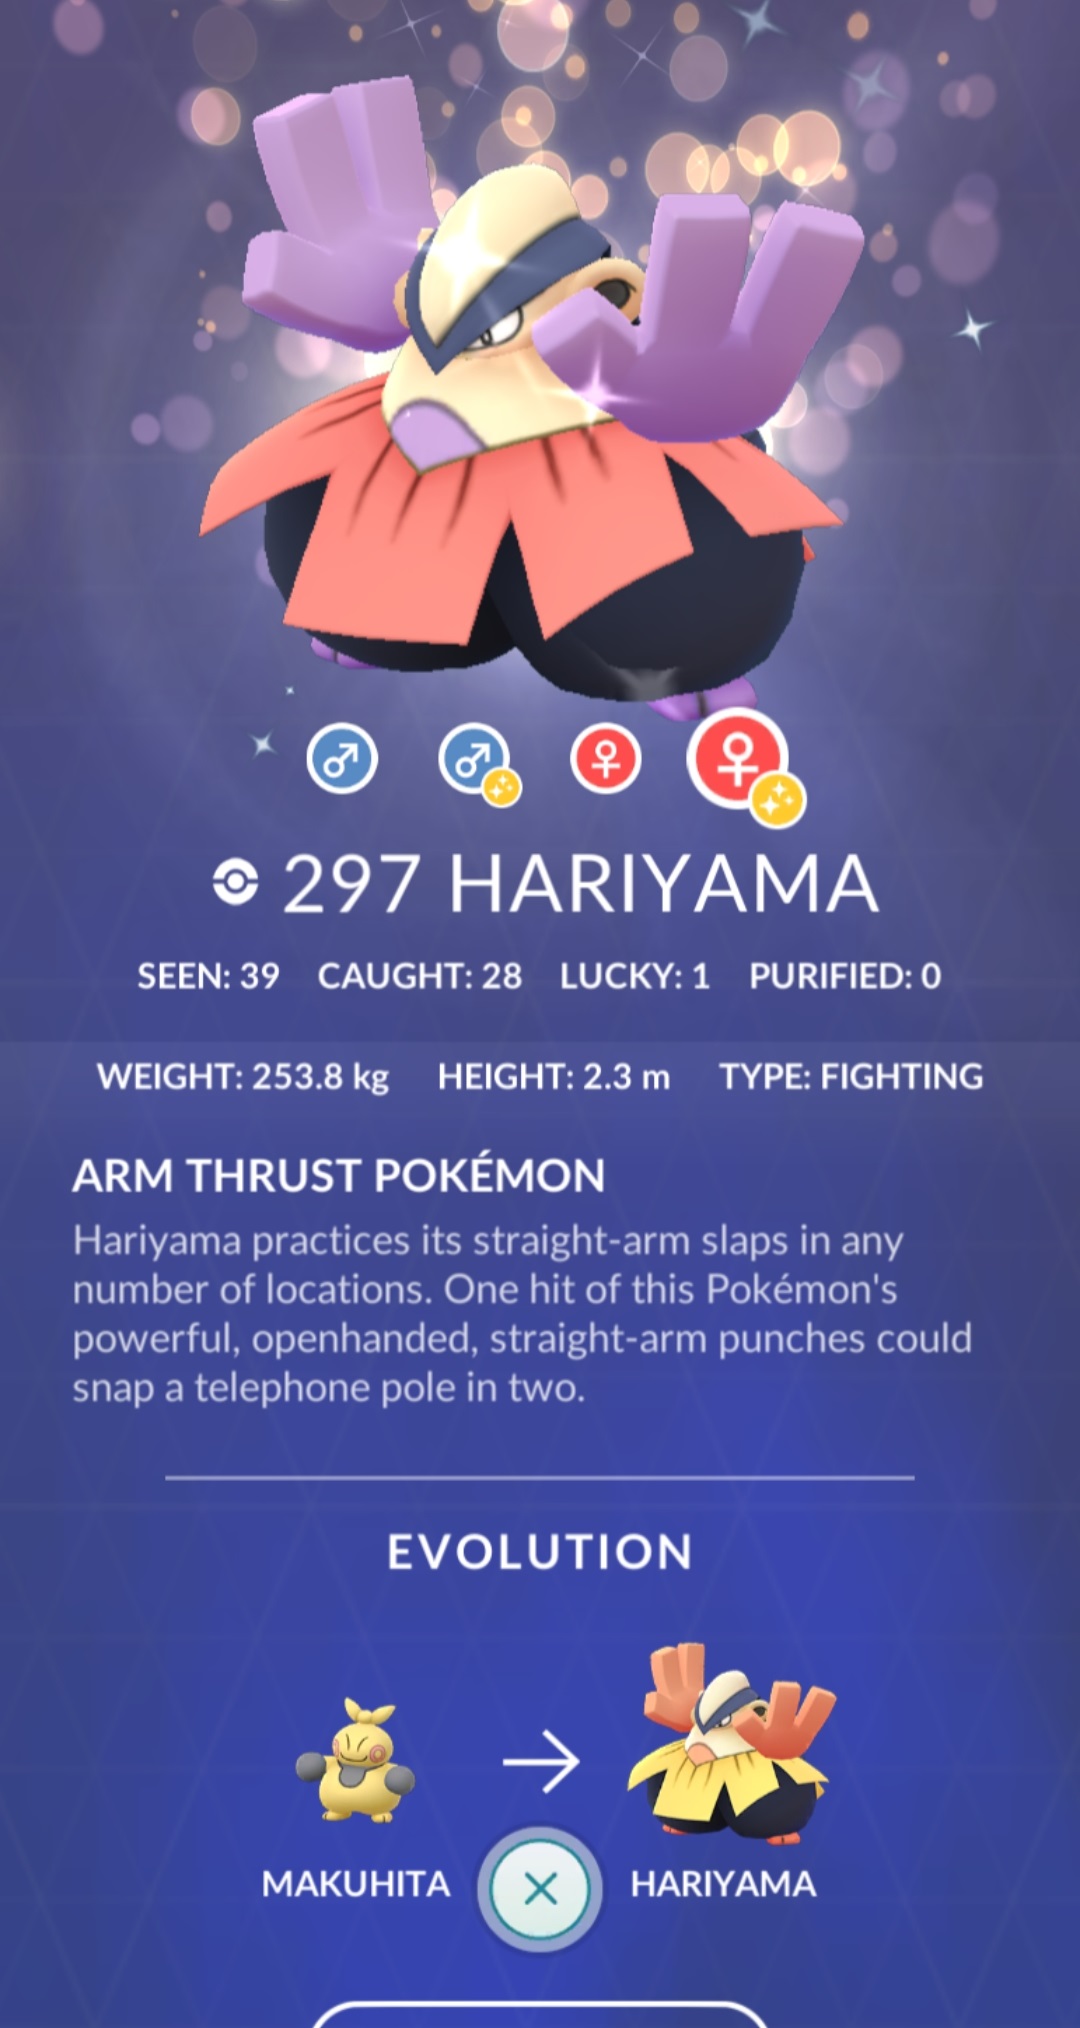 297 HARIYAMA
SEEN: 39 CAUGHT: 28 LUCKY: 1 PURIFIED: 0
WEIGHT: 253.8 kg HEIGHT: 2.3 m TYPE: FIGHTING
ARM THRUST POKÉMON
Hariyama practices its straight-arm slaps in any
number of locations. One hit of this Pokémon's
powerful, openhanded, straight-arm punches could
snap a telephone pole in two.
EVOLUTION
MAKUHITA HARIYAMA